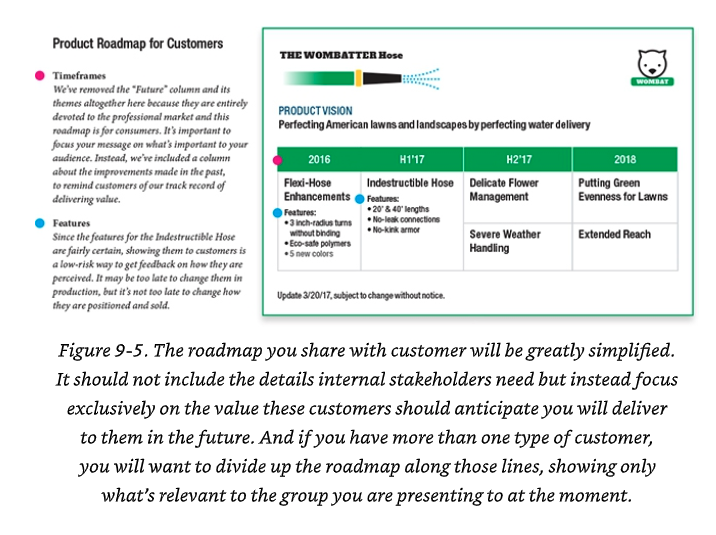 Product Roadmap for Customers
Timeframes
We've removed the "Future" column and its
themes altogether here because they are entirely
devoted to the professional market and this
roadmap is for consumers. It's important to
focus your message on what's important to your
audience. Instead, we've included a column
about the improvements made in the past,
to remind customers of our track record of
delivering value.
Features
Since the features for the Indestructible Hose
are fairly certain, showing them to customers is
a low-risk way to get feedback on how they are
perceived. It may be too late to change them in
production, but it's not too late to change how
they are positioned and sold.
THE WOMBATTER Hose
WOMBAT
PRODUCT VISION
Perfecting American lawns and landscapes by perfecting water delivery
2016 H1'17 H2'17 2018
Flexi-Hose
Enhancements
Features:
• 3 inch-radius turns
without binding
• Eco-safe polymers
• 5 new colors
Indestructible Hose
Features:
• 20' & 40' lengths
• No-leak connections
• No-kink armor
Delicate Flower
Management
Severe Weather
Handling
Putting Green
Evenness for Lawns
Extended Reach
Update 3/20/17, subject to change without notice.
Figure 9-5. The roadmap you share with customer will be greatly simplified.
It should not include the details internal stakeholders need but instead focus
exclusively on the value these customers should anticipate you will deliver
to them in the future. And if you have more than one type of customer,
you will want to divide up the roadmap along those lines, showing only
what's relevant to the group you are presenting to at the moment.